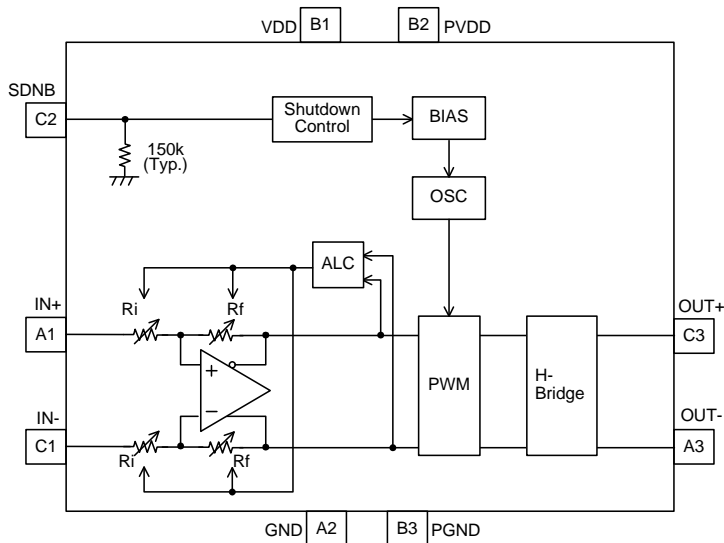 VDD B1 B2 PVDD
SDNB
C2
Shutdown
Control
BIAS
150k
(Typ.)
OSC
ALC
IN+
Ri
Rf
OUT+
A1
C3
+
PWM
H-
Bridge
−
IN-
OUT-
C1
A3
Ri
Rf
GND A2 B3 PGND